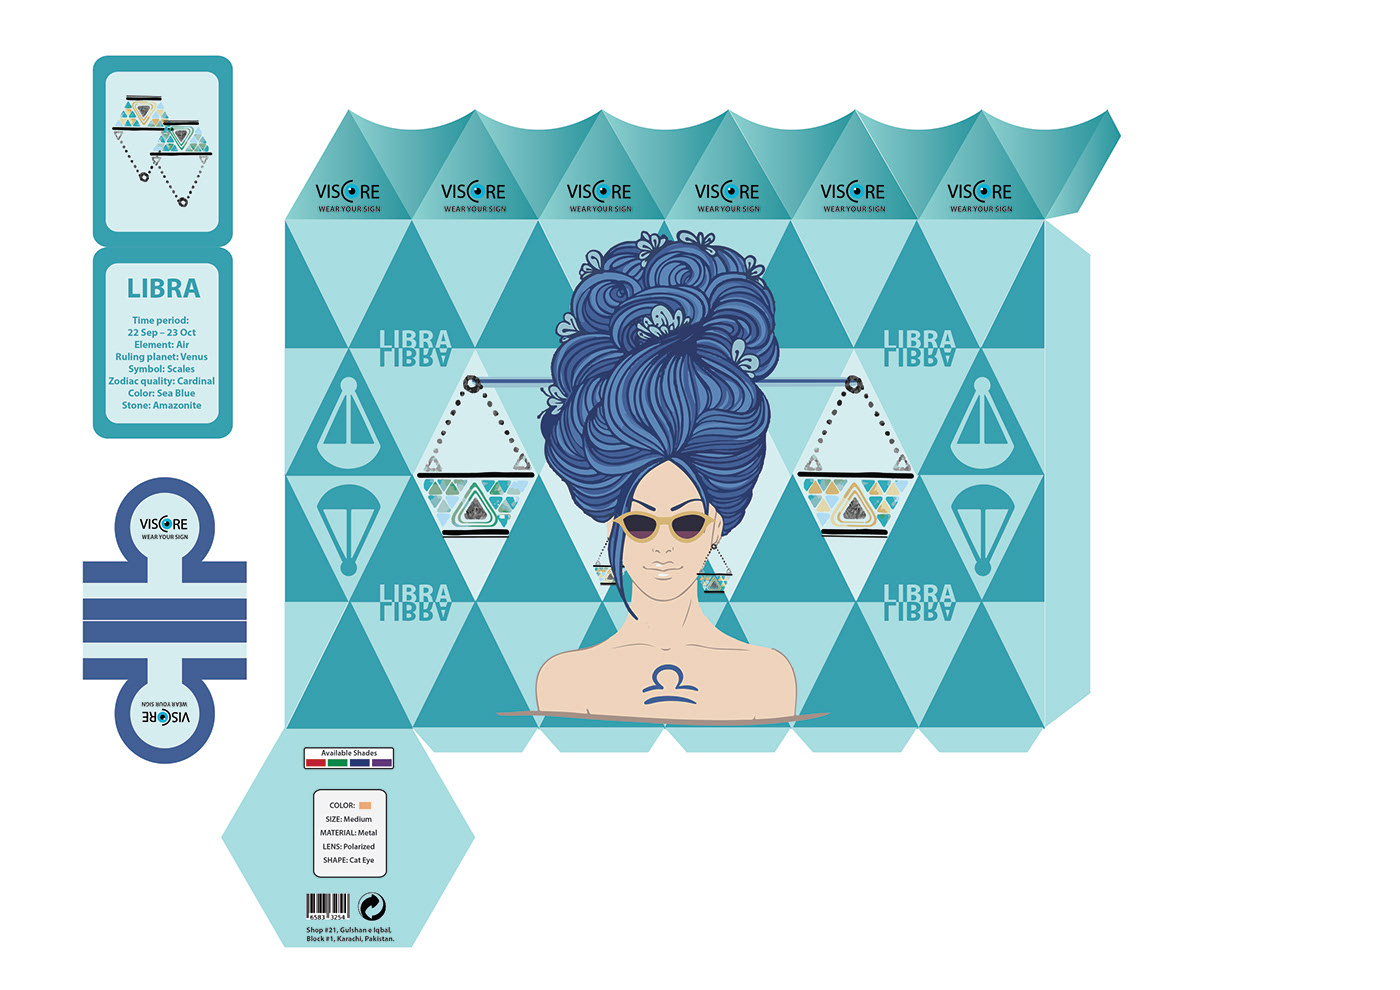 VISCORE
WEAR YOUR SIGN
VISCORE
WEAR YOUR SIGN
VISCORE
WEAR YOUR SIGN
VISCORE
WEAR YOUR SIGN
VISCORE
WEAR YOUR SIGN
VISCORE
WEAR YOUR SIGN
LIBRA
Time period:
22 Sep – 23 Oct
Element: Air
Ruling planet: Venus
Symbol: Scales
Zodiac quality: Cardinal
Color: Sea Blue
Stone: Amazonite
LIBRA
LIBRA
LIBRA
LIBRA
VISCORE
WEAR YOUR SIGN
LIBRA
LIBRA
LIBRA
LIBRA
WEAR YOUR SIGN
VISCORE
Available Shades
COLOR:
SIZE: Medium
MATERIAL: Metal
LENS: Polarized
SHAPE: Cat Eye
6583 3254
Shop #21, Gulshan e Iqbal,
Block #1, Karachi, Pakistan.